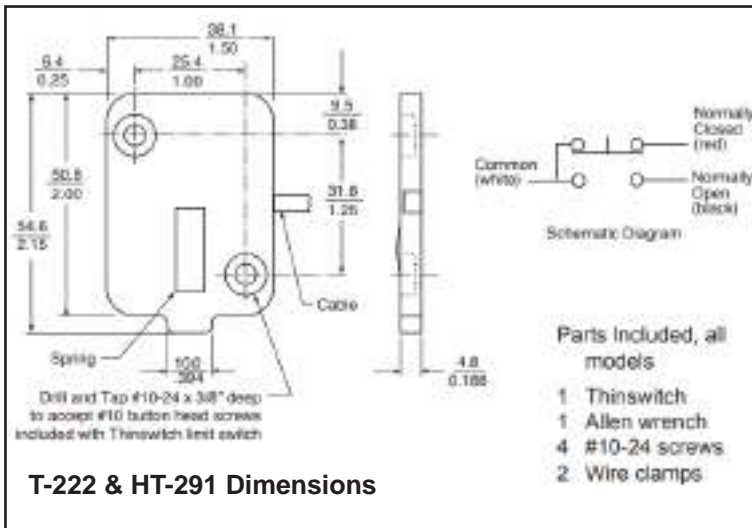 38.1
1.50
6.4
0.25
25.4
1.00
9.5
0.38
50.8
2.00
31.8
1.25
54.6
2.15
Normally
Closed
(red)
Common
(white)
Normally
Open
(black)
Schematic Diagram
Cable
Spring
10.0
.394
4.8
0.188
Drill and Tap #10-24 x 3/8" deep
to accept #10 button head screws
included with Thinswitch limit switch
Parts Included, all
models
1 Thinswitch
1 Allen wrench
4 #10-24 screws
2 Wire clamps
T-222 & HT-291 Dimensions